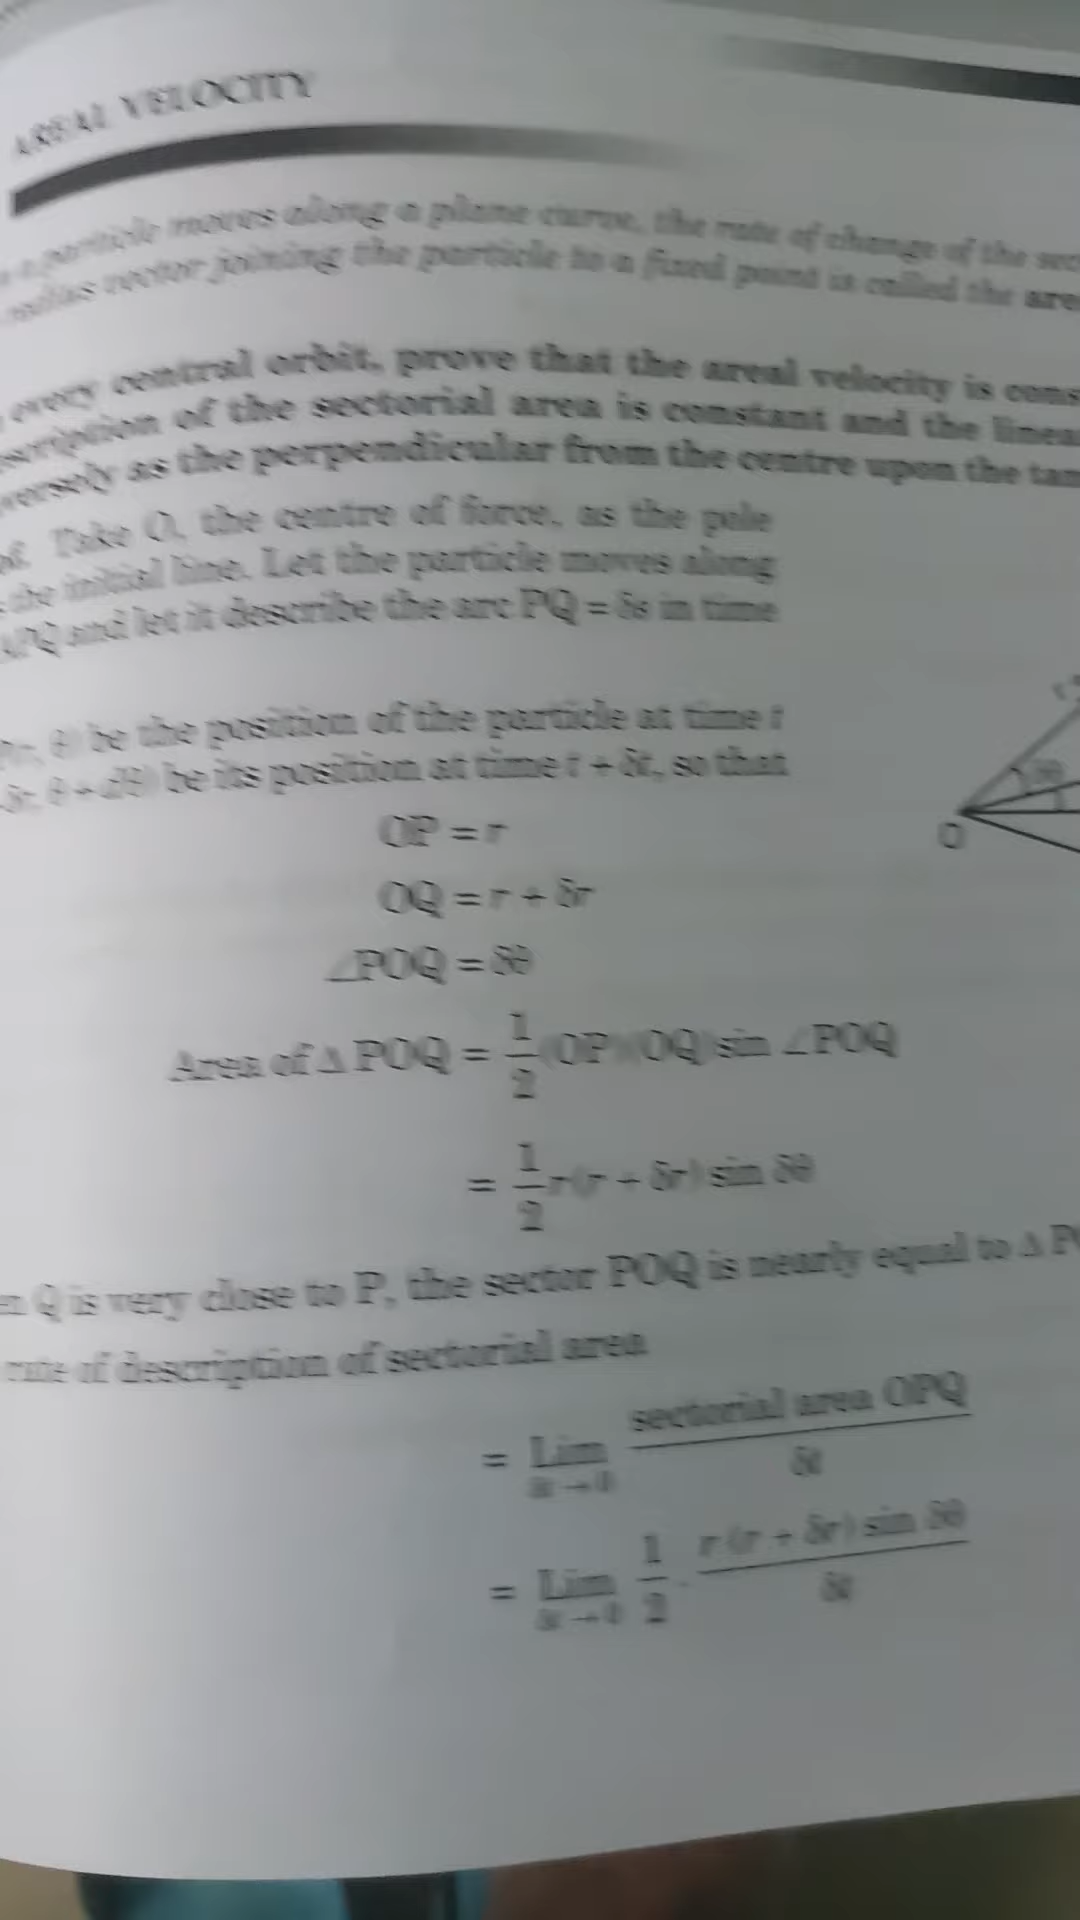 AREAL VELOCITY
a particle moves along a plane curve, the rate of change of the
radius vector joining the particle to a fixed point is called the
every central orbit, prove that the areal velocity is
of the sectorial area is constant and the
as the perpendicular from the centre upon the
Take O, the centre of force, as the pole
the initial line. Let the particle moves along
and let it describe the arc PQ = δs in time
θ) be the position of the particle at time t
δr, θ + dθ) be its position at time t + δt, so that
OP = r
OQ = r + δr
O
∠POQ = δθ
Area of Δ POQ = 1/2 (OP) (OQ) sin ∠POQ
= 1/2 r(r + δr) sin δθ
Q is very close to P, the sector POQ is nearly equal to Δ
rate of description of sectorial area
= Lim δt → 0 sectorial area OPQ / δt
= Lim δt → 0 1/2 . r (r + δr) sin δθ / δt